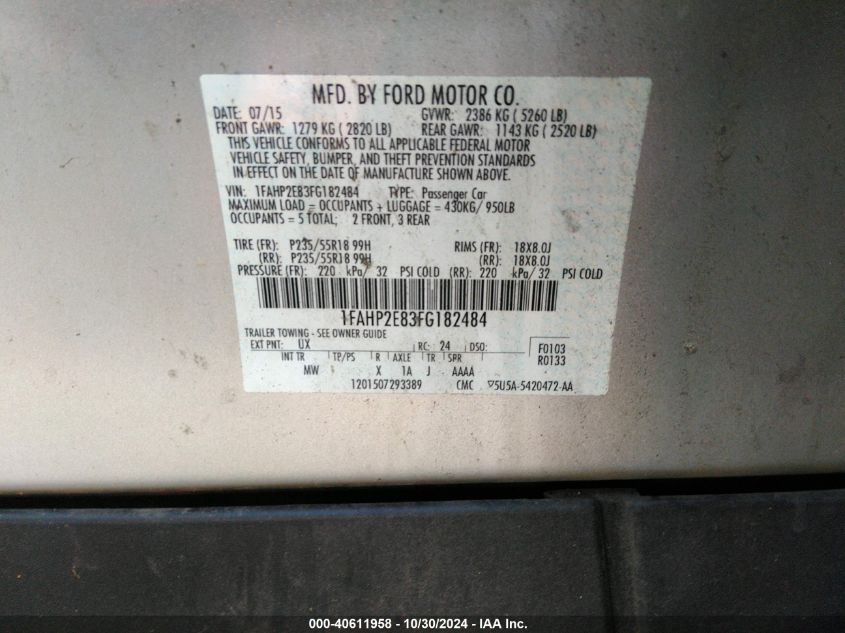 MFD. BY FORD MOTOR CO.
DATE: 07/15 GVWR: 2386 KG ( 5260 LB)
FRONT GAWR: 1279 KG ( 2820 LB) REAR GAWR: 1143 KG ( 2520 LB)
THIS VEHICLE CONFORMS TO ALL APPLICABLE FEDERAL MOTOR
VEHICLE SAFETY, BUMPER, AND THEFT PREVENTION STANDARDS
IN EFFECT ON THE DATE OF MANUFACTURE SHOWN ABOVE.
VIN: 1FAHP2E83FG182484 TYPE: Passenger Car
MAXIMUM LOAD = OCCUPANTS + LUGGAGE = 430KG/ 950LB
OCCUPANTS = 5 TOTAL; 2 FRONT, 3 REAR
TIRE (FR): P235/55R18 99H RIMS (FR): 18X8.0J
(RR): P235/55R18 99H (RR): 18X8.0J
PRESSURE (FR): 220 kPa/ 32 PSI COLD (RR): 220 kPa/ 32 PSI COLD
1FAHP2E83FG182484
TRAILER TOWING - SEE OWNER GUIDE
EXT PNT: UX RC: 24 DSO: F0103
INT TR TP/PS R AXLE TR SPR R0133
MW X 1A J AAAA
1201507293389 CMC ▽5U5A-5420472-AA
000-40611958 - 10/30/2024 - IAA Inc.